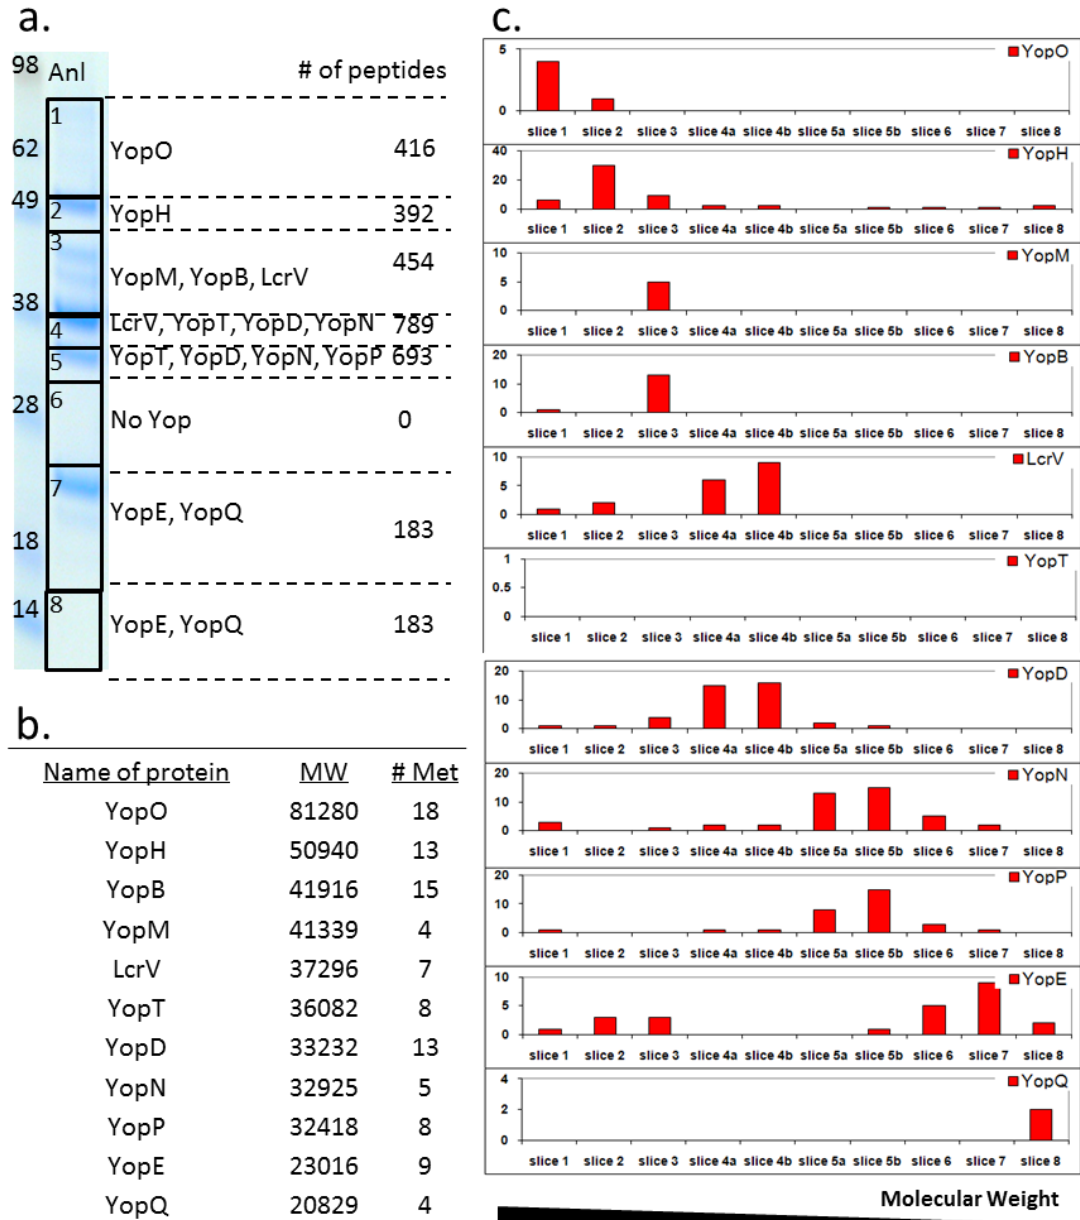 a.
98 Anl # of peptides
1
62 YopO 416
49
2 YopH 392
3
YopM, YopB, LcrV 454
38
4 LcrV, YopT, YopD, YopN 789
5 YopT, YopD, YopN, YopP 693
6
28 No Yop 0
7
YopE, YopQ 183
18
14 8
YopE, YopQ 183
b.
Name of protein MW # Met
YopO 81280 18
YopH 50940 13
YopB 41916 15
YopM 41339 4
LcrV 37296 7
YopT 36082 8
YopD 33232 13
YopN 32925 5
YopP 32418 8
YopE 23016 9
YopQ 20829 4
c.
5 YopO
0
slice 1 slice 2 slice 3 slice 4a slice 4b slice 5a slice 5b slice 6 slice 7 slice 8
40 YopH
20
0
slice 1 slice 2 slice 3 slice 4a slice 4b slice 5a slice 5b slice 6 slice 7 slice 8
10 YopM
5
0
slice 1 slice 2 slice 3 slice 4a slice 4b slice 5a slice 5b slice 6 slice 7 slice 8
20 YopB
10
0
slice 1 slice 2 slice 3 slice 4a slice 4b slice 5a slice 5b slice 6 slice 7 slice 8
10 LcrV
5
0
slice 1 slice 2 slice 3 slice 4a slice 4b slice 5a slice 5b slice 6 slice 7 slice 8
1 YopT
0.5
0
slice 1 slice 2 slice 3 slice 4a slice 4b slice 5a slice 5b slice 6 slice 7 slice 8
20 YopD
10
0
slice 1 slice 2 slice 3 slice 4a slice 4b slice 5a slice 5b slice 6 slice 7 slice 8
20 YopN
10
0
slice 1 slice 2 slice 3 slice 4a slice 4b slice 5a slice 5b slice 6 slice 7 slice 8
20 YopP
10
0
slice 1 slice 2 slice 3 slice 4a slice 4b slice 5a slice 5b slice 6 slice 7 slice 8
10 YopE
5
0
slice 1 slice 2 slice 3 slice 4a slice 4b slice 5a slice 5b slice 6 slice 7 slice 8
4 YopQ
2
0
slice 1 slice 2 slice 3 slice 4a slice 4b slice 5a slice 5b slice 6 slice 7 slice 8
Molecular Weight